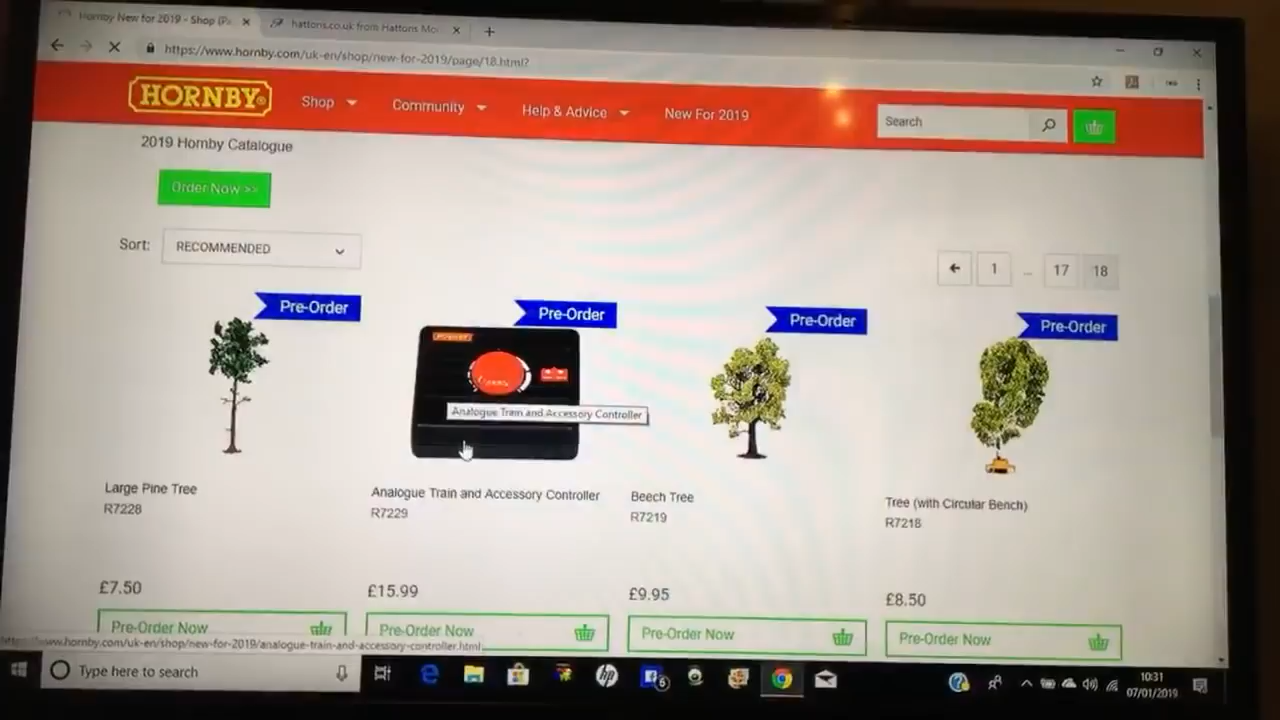 Hornby New for 2019 - Shop (Pa
hattons.co.uk from Hattons Mo
https://www.hornby.com/uk-en/shop/new-for-2019/page/18.html?
HORNBY®
Shop
Community
Help & Advice
New For 2019
Search
2019 Hornby Catalogue
Order Now >>
Sort:
RECOMMENDED
1
...
17
18
Pre-Order
Pre-Order
Pre-Order
Pre-Order
HORNBY
Analogue Train and Accessory Controller
Large Pine Tree
R7228
Analogue Train and Accessory Controller
R7229
Beech Tree
R7219
Tree (with Circular Bench)
R7218
£7.50
£15.99
£9.95
£8.50
Pre-Order Now
Pre-Order Now
Pre-Order Now
Pre-Order Now
https://www.hornby.com/uk-en/shop/new-for-2019/analogue-train-and-accessory-controller.html
Type here to search
hp
5
10:31
07/01/2019